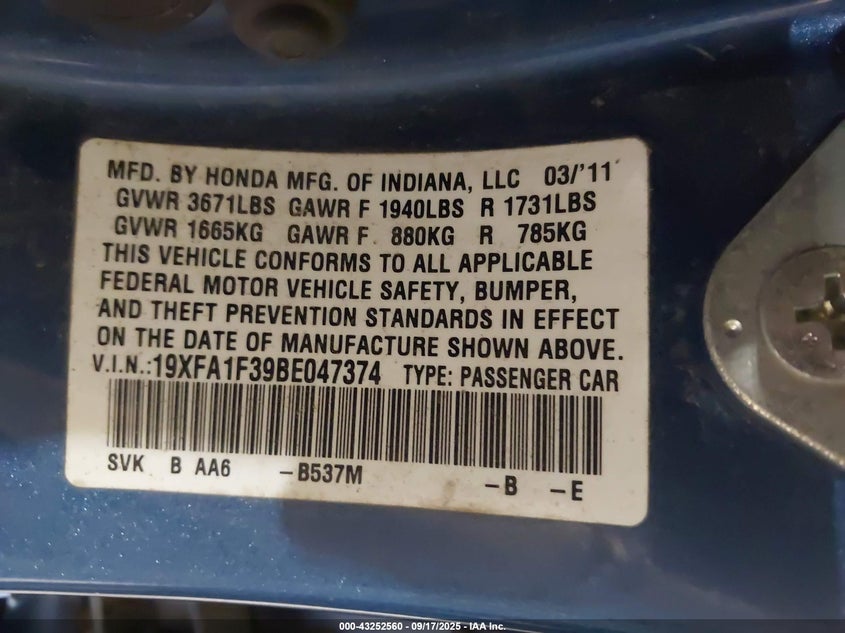 MFD. BY HONDA MFG. OF INDIANA, LLC 03/'11
GVWR 3671LBS GAWR F 1940LBS R 1731LBS
GVWR 1665KG GAWR F 880KG R 785KG
THIS VEHICLE CONFORMS TO ALL APPLICABLE
FEDERAL MOTOR VEHICLE SAFETY, BUMPER,
AND THEFT PREVENTION STANDARDS IN EFFECT
ON THE DATE OF MANUFACTURE SHOWN ABOVE.
V.I.N.:19XFA1F39BE047374 TYPE: PASSENGER CAR
SVK B AA6 -B537M -B -E
000-43252560 - 09/17/2025 - IAA Inc.